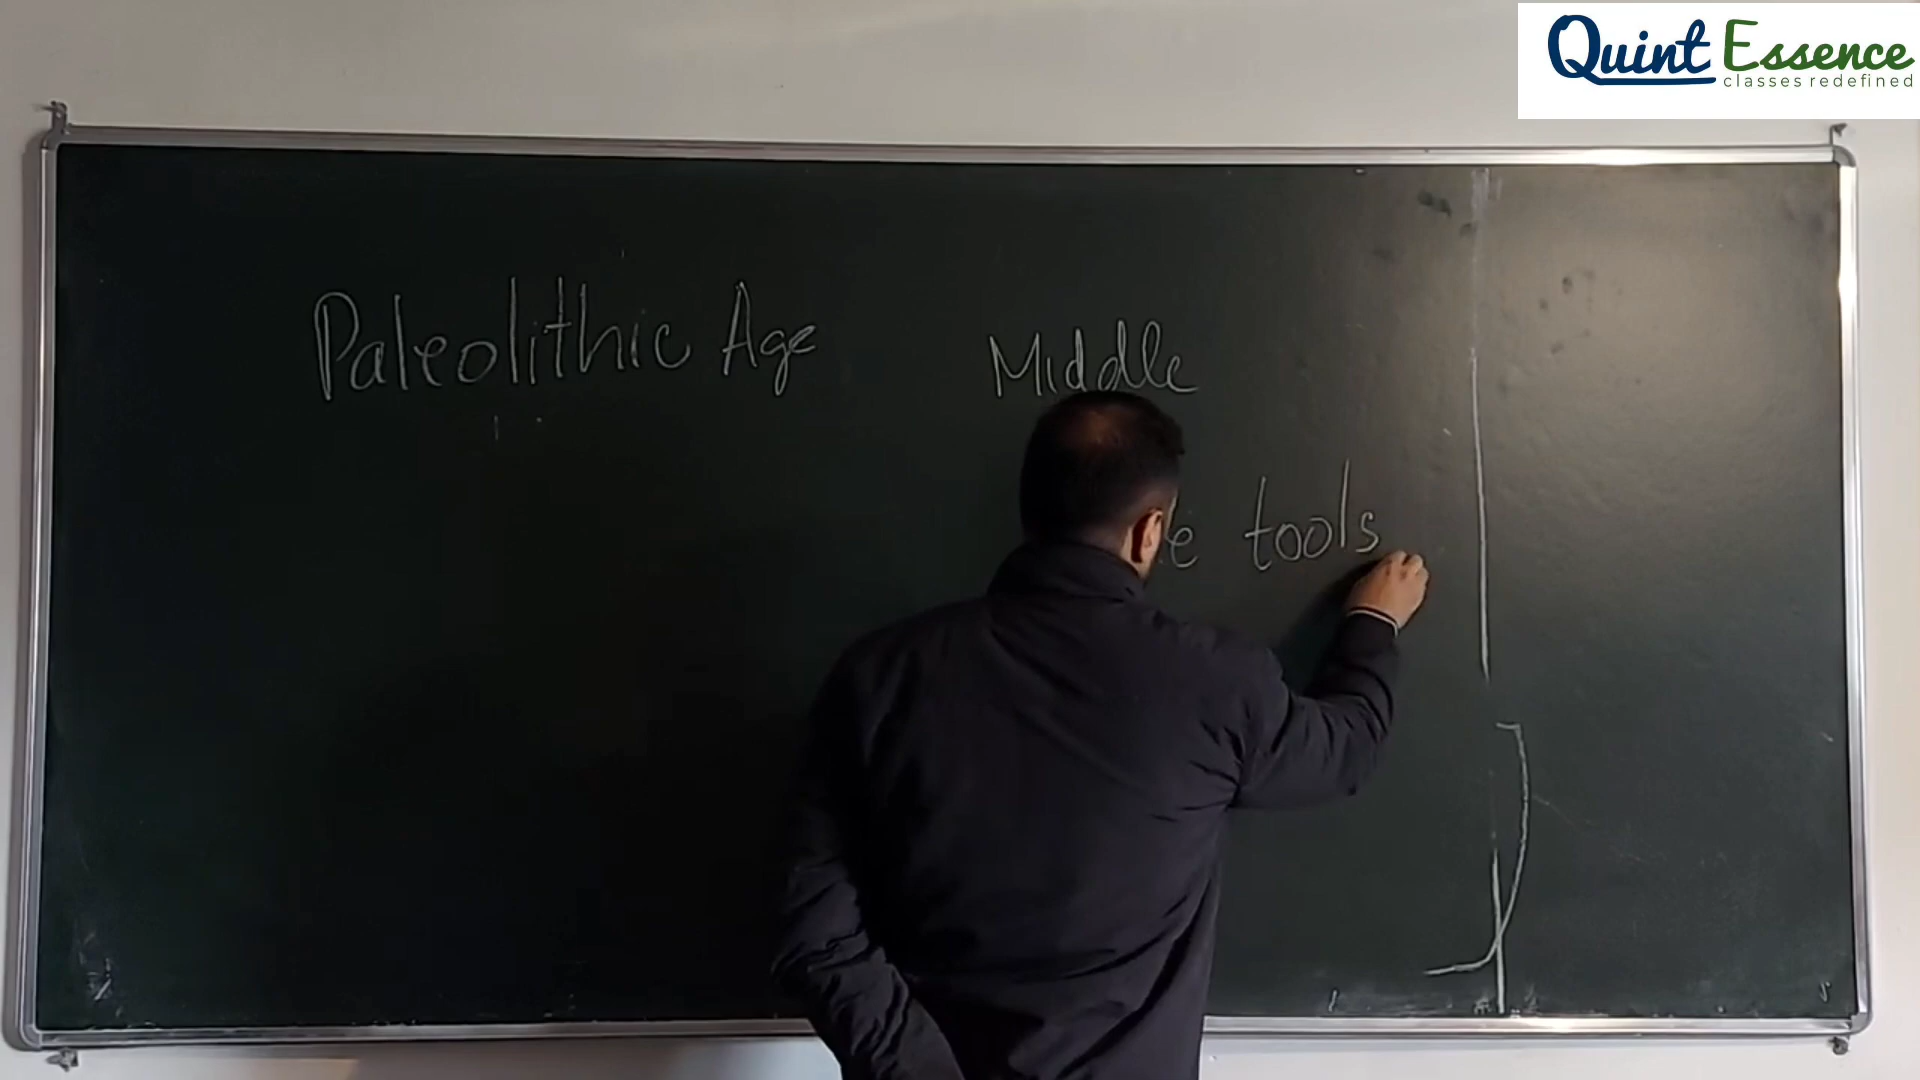 Quint Essence
classes redefined
Paleolithic Age Middle
tools